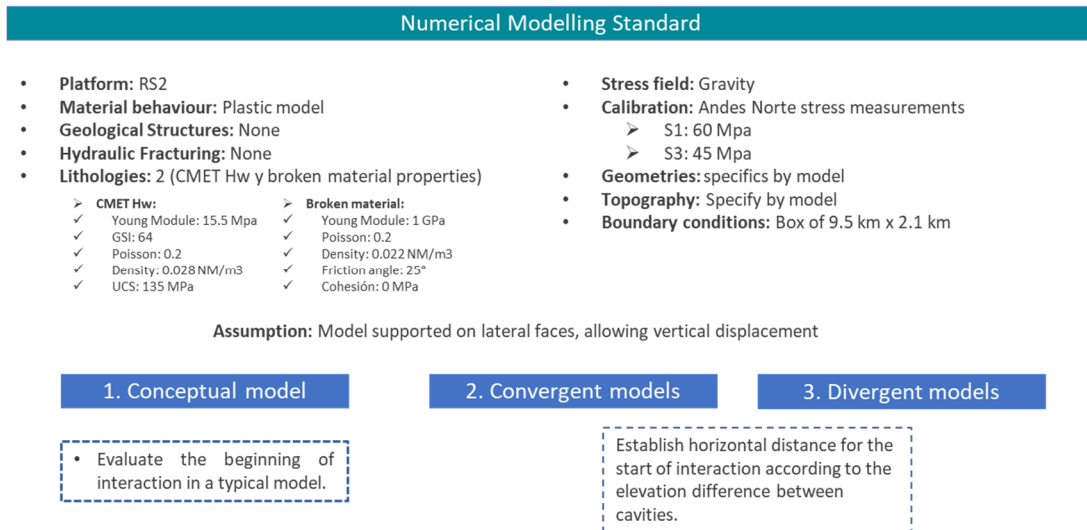 Numerical Modelling Standard
• Platform: RS2
• Material behaviour: Plastic model
• Geological Structures: None
• Hydraulic Fracturing: None
• Lithologies: 2 (CMET Hw y broken material properties)
➢ CMET Hw:
✓ Young Module: 15.5 Mpa
✓ GSI: 64
✓ Poisson: 0.2
✓ Density: 0.028 NM/m3
✓ UCS: 135 MPa
➢ Broken material:
✓ Young Module: 1 GPa
✓ Poisson: 0.2
✓ Density: 0.022 NM/m3
✓ Friction angle: 25°
✓ Cohesión: 0 MPa
• Stress field: Gravity
• Calibration: Andes Norte stress measurements
➢ S1: 60 Mpa
➢ S3: 45 Mpa
• Geometries: specifics by model
• Topography: Specify by model
• Boundary conditions: Box of 9.5 km x 2.1 km
Assumption: Model supported on lateral faces, allowing vertical displacement
1. Conceptual model
• Evaluate the beginning of
interaction in a typical model.
2. Convergent models
3. Divergent models
Establish horizontal distance for the
start of interaction according to the
elevation difference between
cavities.